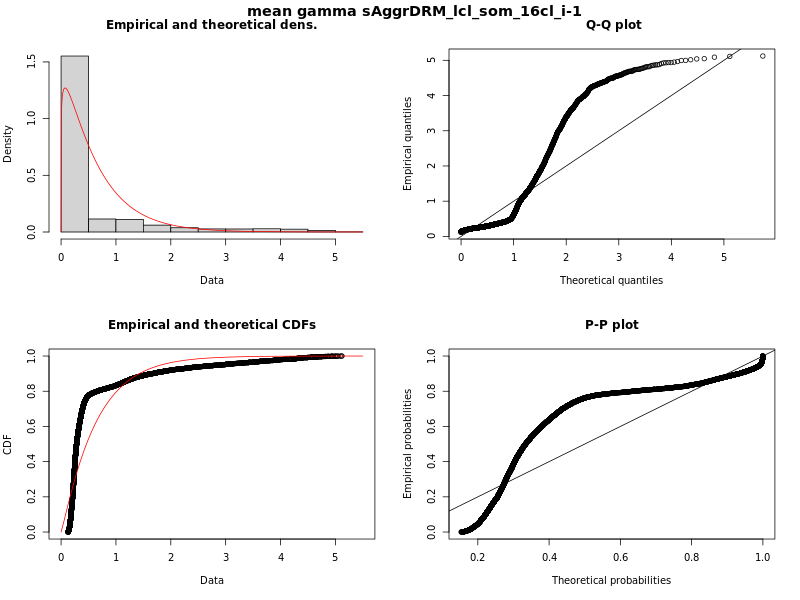 mean gamma sAggrDRM_lcl_som_16cl_i-1
Empirical and theoretical dens.
Density
0.0 0.5 1.0 1.5
0 1 2 3 4 5
Data
Q-Q plot
Empirical quantiles
0 1 2 3 4 5
0 1 2 3 4 5
Theoretical quantiles
Empirical and theoretical CDFs
CDF
0.0 0.2 0.4 0.6 0.8 1.0
0 1 2 3 4 5
Data
P-P plot
Empirical probabilities
0.0 0.2 0.4 0.6 0.8 1.0
0.2 0.4 0.6 0.8 1.0
Theoretical probabilities